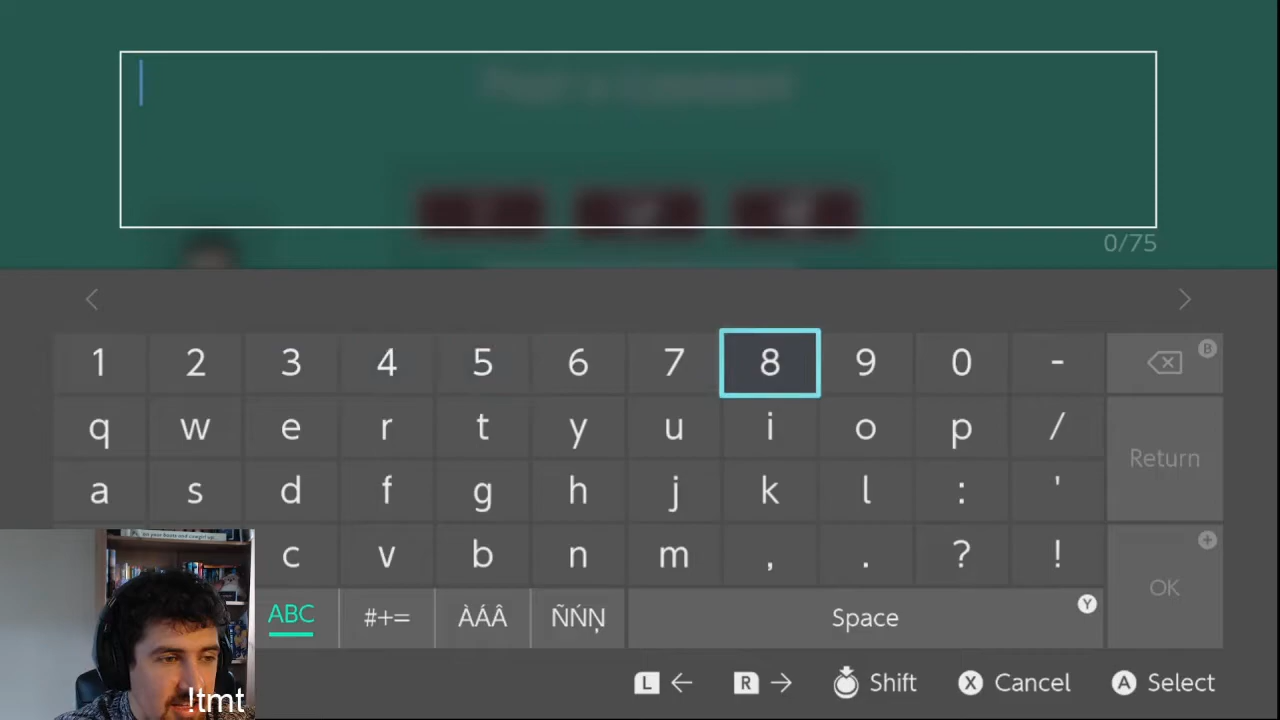 0/75
1 2 3 4 5 6 7 8 9 0 - B
q w e r t y u i o p / Return
a s d f g h j k l : '
c v b n m , . ? ! +
OK
ABC #+= ÀÁÂ ÑŃŅ Space Y
L ← R → Shift X Cancel A Select
!tmt